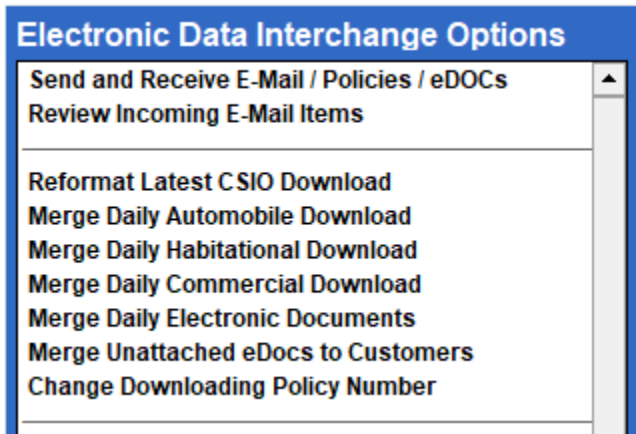 Electronic Data Interchange Options
Send and Receive E-Mail / Policies / eDOCs
Review Incoming E-Mail Items
Reformat Latest CSIO Download
Merge Daily Automobile Download
Merge Daily Habitational Download
Merge Daily Commercial Download
Merge Daily Electronic Documents
Merge Unattached eDocs to Customers
Change Downloading Policy Number